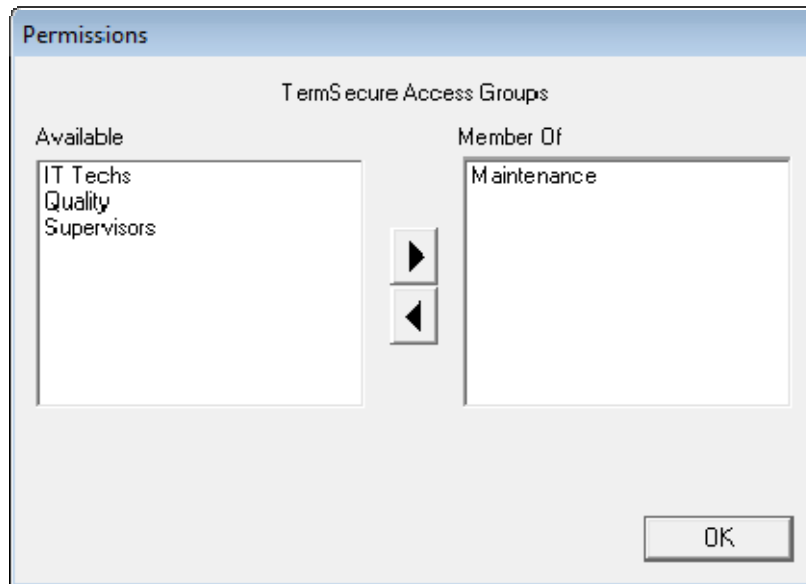 Permissions
TermSecure Access Groups
Available
Member Of
IT Techs
Quality
Supervisors
Maintenance
OK